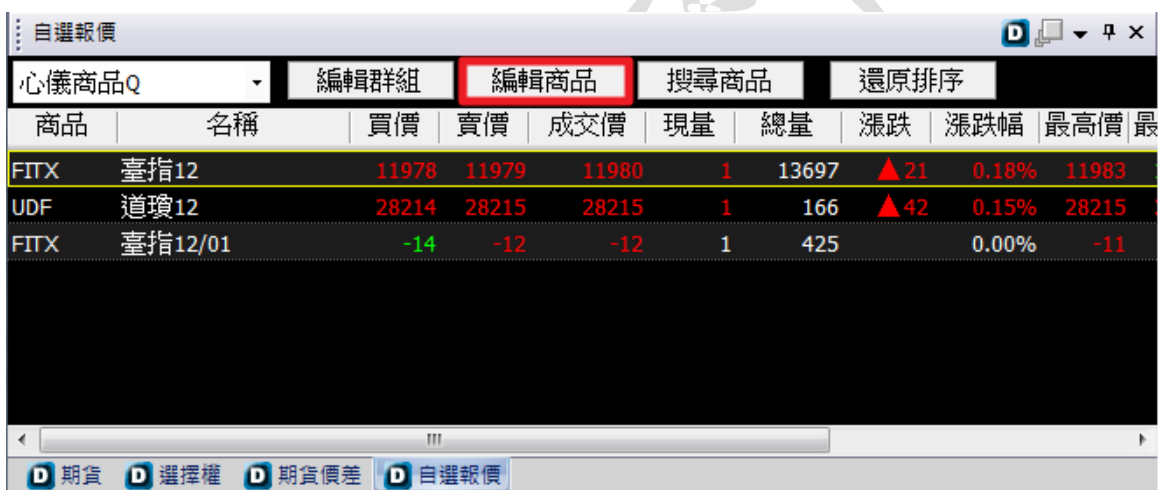 自選報價
心儀商品Q 編輯群組 編輯商品 搜尋商品 還原排序
商品 名稱 買價 賣價 成交價 現量 總量 漲跌 漲跌幅 最高價 最
FITX 臺指12 11978 11979 11980 1 13697 ▲21 0.18% 11983
UDF 道瓊12 28214 28215 28215 1 166 ▲42 0.15% 28215
FITX 臺指12/01 -14 -12 -12 1 425 0.00% -11
期貨 選擇權 期貨價差 自選報價